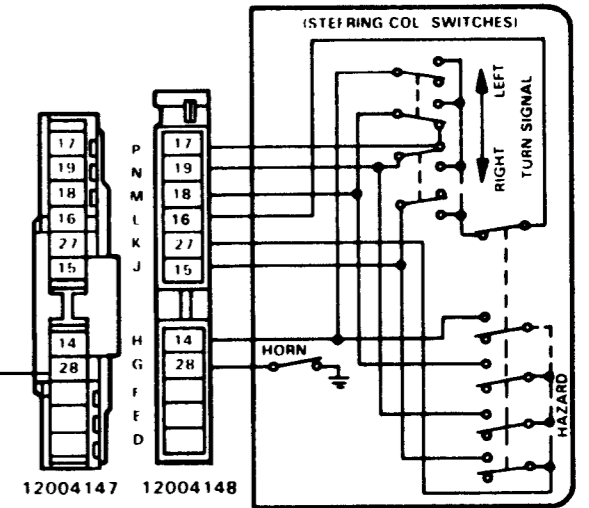 (STEERING COL SWITCHES)
LEFT
RIGHT
TURN SIGNAL
17
19
18
16
27
15
14
28
P
N
M
L
K
J
H
G
F
E
D
17
19
18
16
27
15
14
28
HORN
HAZARD
12004147
12004148